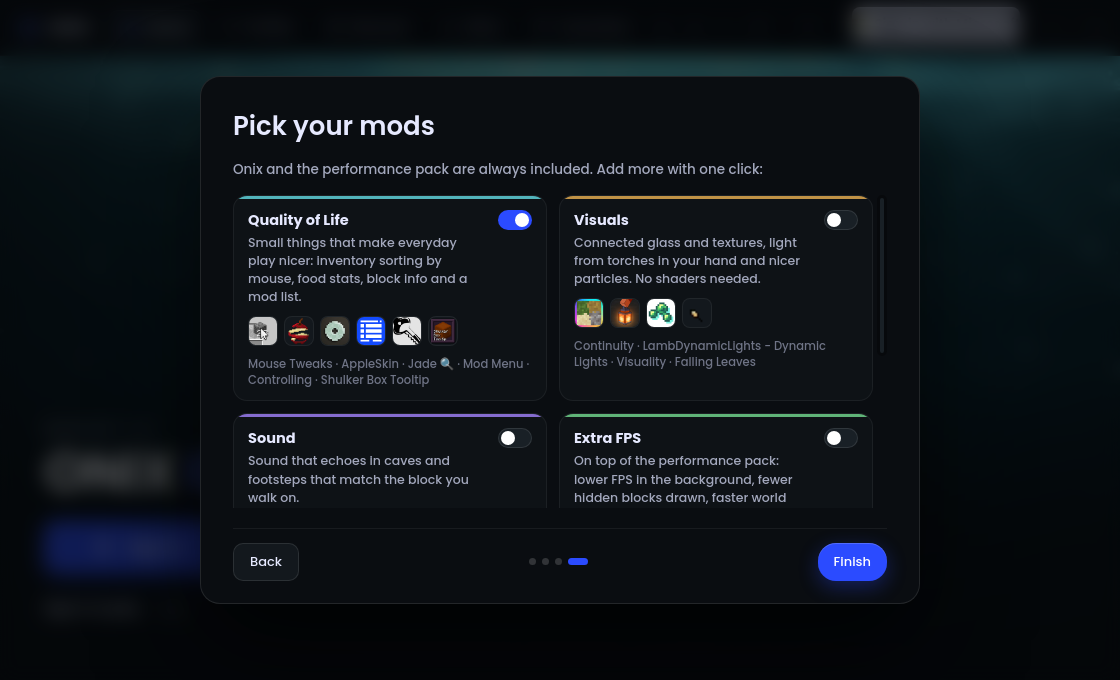 Pick your mods
Onix and the performance pack are always included. Add more with one click:
Quality of Life
Small things that make everyday
play nicer: inventory sorting by
mouse, food stats, block info and a
mod list.
Mouse Tweaks · AppleSkin · Jade 🔍 · Mod Menu ·
Controlling · Shulker Box Tooltip
Visuals
Connected glass and textures, light
from torches in your hand and nicer
particles. No shaders needed.
Continuity · LambDynamicLights - Dynamic
Lights · Visuality · Falling Leaves
Sound
Sound that echoes in caves and
footsteps that match the block you
walk on.
Extra FPS
On top of the performance pack:
lower FPS in the background, fewer
hidden blocks drawn, faster world
Back
Finish